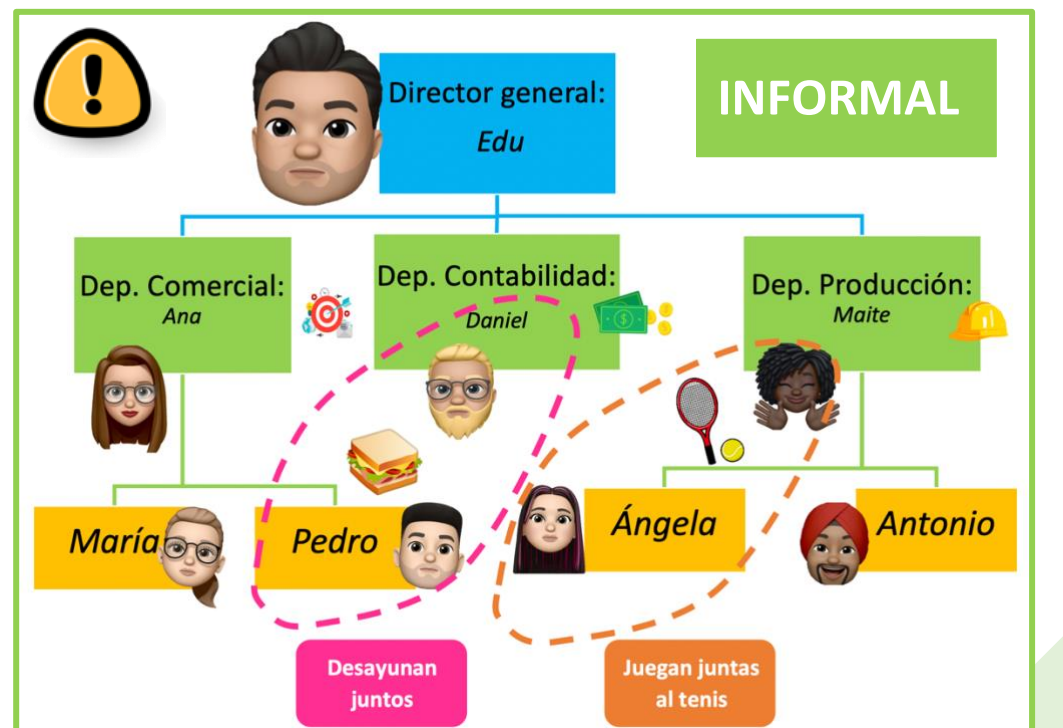 Director general:
Edu
INFORMAL
Dep. Comercial:
Ana
Dep. Contabilidad:
Daniel
Dep. Producción:
Maite
María
Pedro
Ángela
Antonio
Desayunan
juntos
Juegan juntas
al tenis